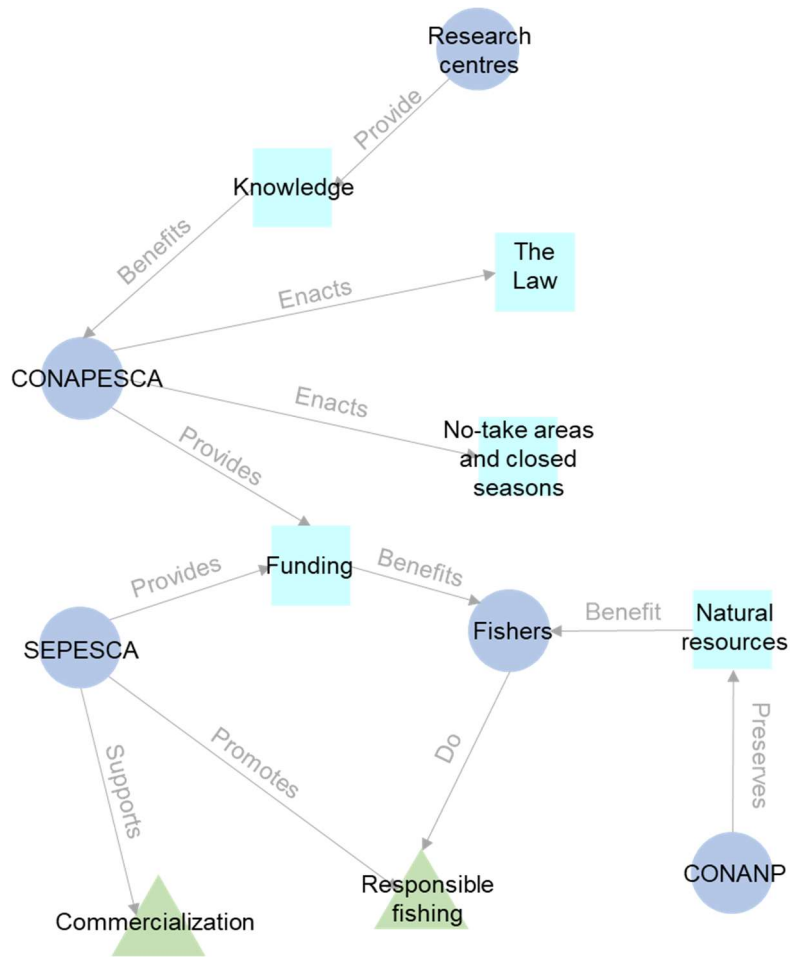 Research
centres
Provide
Knowledge
Benefits
The
Law
Enacts
CONAPESCA
Enacts
No-take areas
and closed
seasons
Provides
Provides
Funding
Benefits
Fishers
Benefit
Natural
resources
SEPESCA
Supports
Promotes
Do
Preserves
CONANP
Responsible
fishing
Commercialization